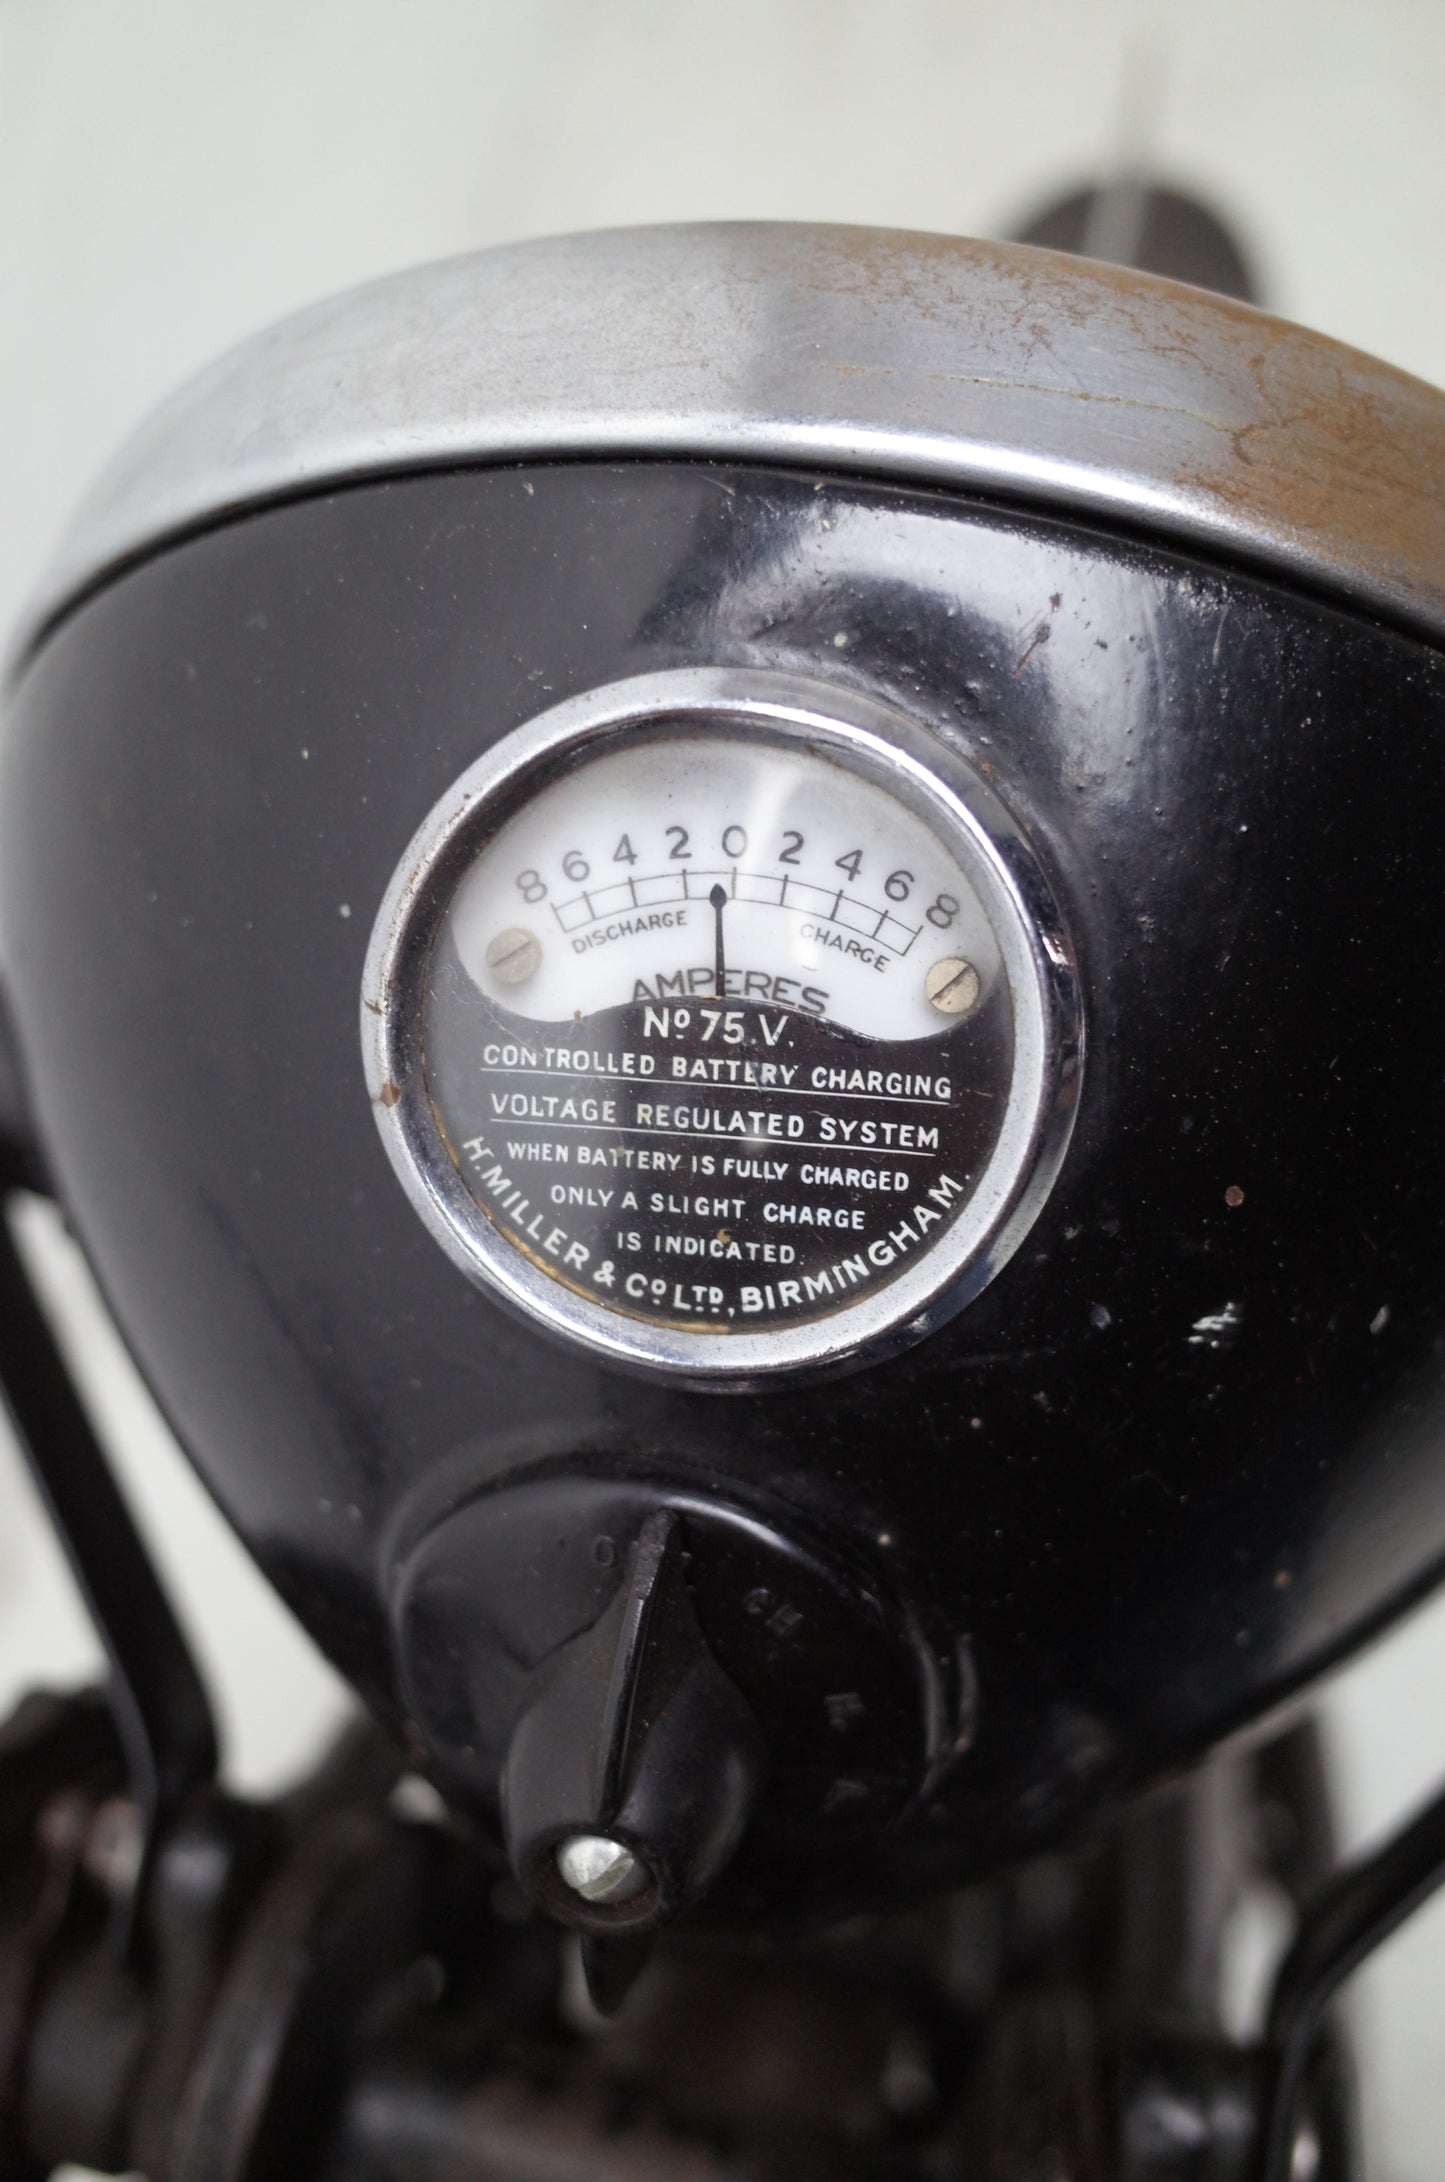 8 6 4 2 0 2 4 6 8
DISCHARGE CHARGE
AMPERES
Nº 75.V.
CONTROLLED BATTERY CHARGING
VOLTAGE REGULATED SYSTEM
WHEN BATTERY IS FULLY CHARGED
ONLY A SLIGHT CHARGE
IS INDICATED.
H. MILLER & Cº LTD, BIRMINGHAM.
CH
H